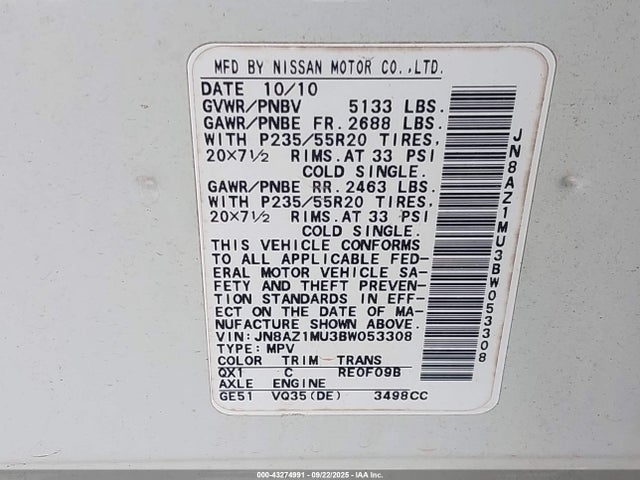 MFD BY NISSAN MOTOR CO.,LTD.
DATE 10/10
GVWR/PNBV 5133 LBS.
GAWR/PNBE FR. 2688 LBS.
WITH P235/55R20 TIRES,
20×7½ RIMS. AT 33 PSI
COLD SINGLE.
GAWR/PNBE RR. 2463 LBS.
WITH P235/55R20 TIRES,
20×7½ RIMS. AT 33 PSI
COLD SINGLE.
THIS VEHICLE CONFORMS
TO ALL APPLICABLE FED-
ERAL MOTOR VEHICLE SA-
FETY AND THEFT PREVEN-
TION STANDARDS IN EFF-
ECT ON THE DATE OF MA-
NUFACTURE SHOWN ABOVE.
VIN: JN8AZ1MU3BW053308
TYPE: MPV
COLOR TRIM TRANS
QX1 C RE0F09B
AXLE ENGINE
GE51 VQ35(DE) 3498CC
JN8AZ1MU3BW053308
000-43274991 - 09/22/2025 - IAA Inc.